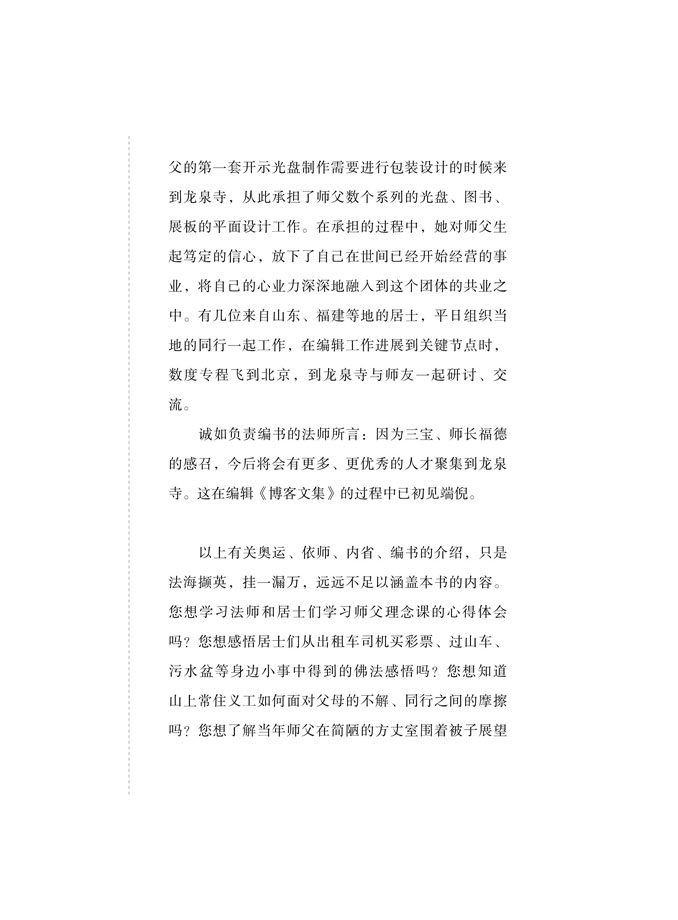 父的第一套开示光盘制作需要进行包装设计的时候来
到龙泉寺，从此承担了师父数个系列的光盘、图书、
展板的平面设计工作。在承担的过程中，她对师父生
起笃定的信心，放下了自己在世间已经开始经营的事
业，将自己的心业力深深地融入到这个团体的共业之
中。有几位来自山东、福建等地的居士，平日组织当
地的同行一起工作，在编辑工作进展到关键节点时，
数度专程飞到北京，到龙泉寺与师友一起研讨、交
流。
诚如负责编书的法师所言：因为三宝、师长福德
的感召，今后将会有更多、更优秀的人才聚集到龙泉
寺。这在编辑《博客文集》的过程中已初见端倪。
以上有关奥运、依师、内省、编书的介绍，只是
法海撷英，挂一漏万，远远不足以涵盖本书的内容。
您想学习法师和居士们学习师父理念课的心得体会
吗？您想感悟居士们从出租车司机买彩票、过山车、
污水盆等身边小事中得到的佛法感悟吗？您想知道
山上常住义工如何面对父母的不解、同行之间的摩擦
吗？您想了解当年师父在简陋的方丈室围着被子展望